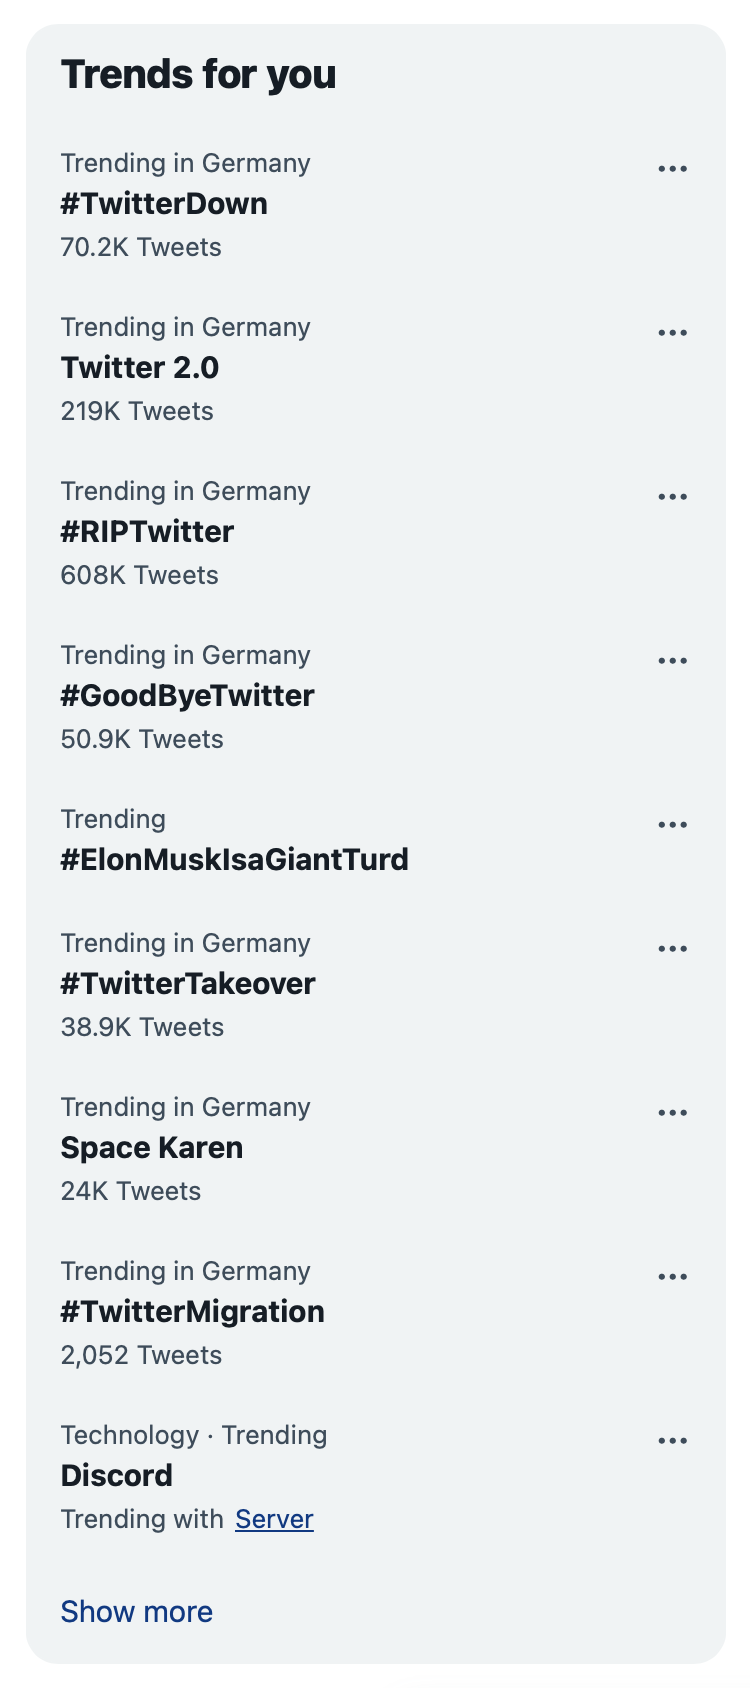 Trends for you
Trending in Germany
#TwitterDown
70.2K Tweets
Trending in Germany
Twitter 2.0
219K Tweets
Trending in Germany
#RIPTwitter
608K Tweets
Trending in Germany
#GoodByeTwitter
50.9K Tweets
Trending
#ElonMuskIsaGiantTurd
Trending in Germany
#TwitterTakeover
38.9K Tweets
Trending in Germany
Space Karen
24K Tweets
Trending in Germany
#TwitterMigration
2,052 Tweets
Technology · Trending
Discord
Trending with Server
Show more